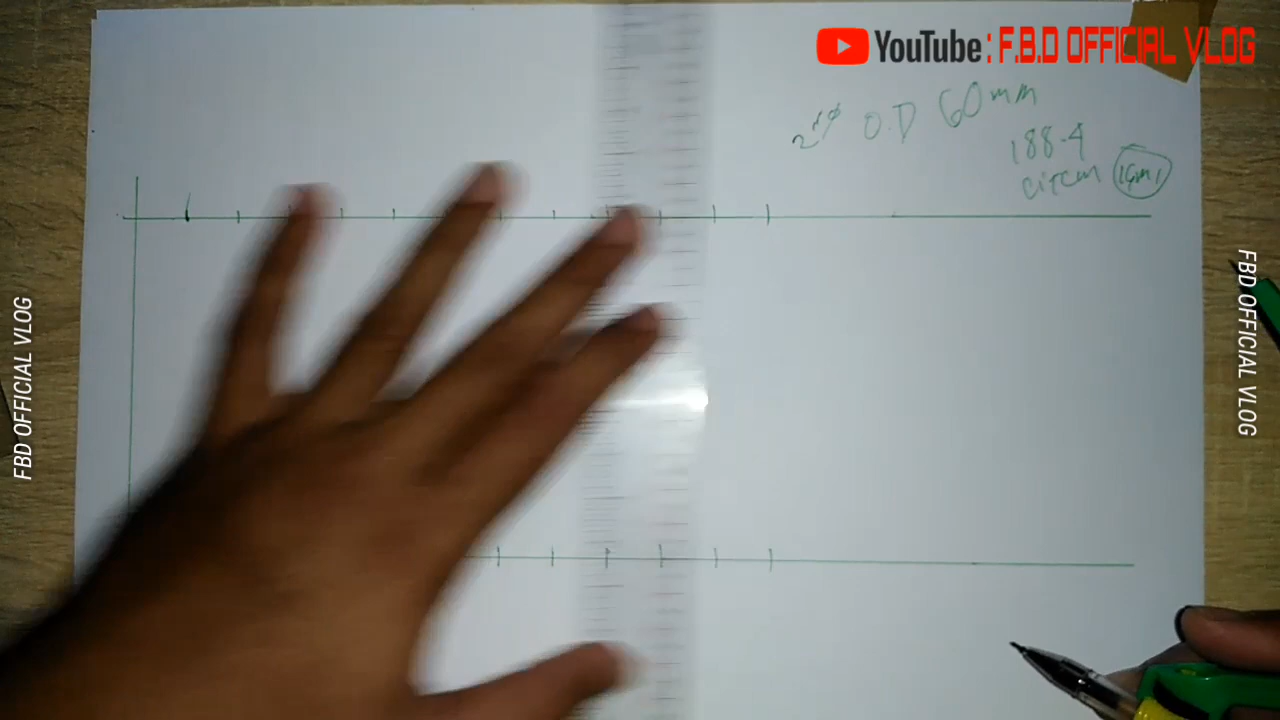 YouTube : F.B.D OFFICIAL VLOG
2"Ø O.D 60mm
188.4
circum
FBD OFFICIAL VLOG
FBD OFFICIAL VLOG